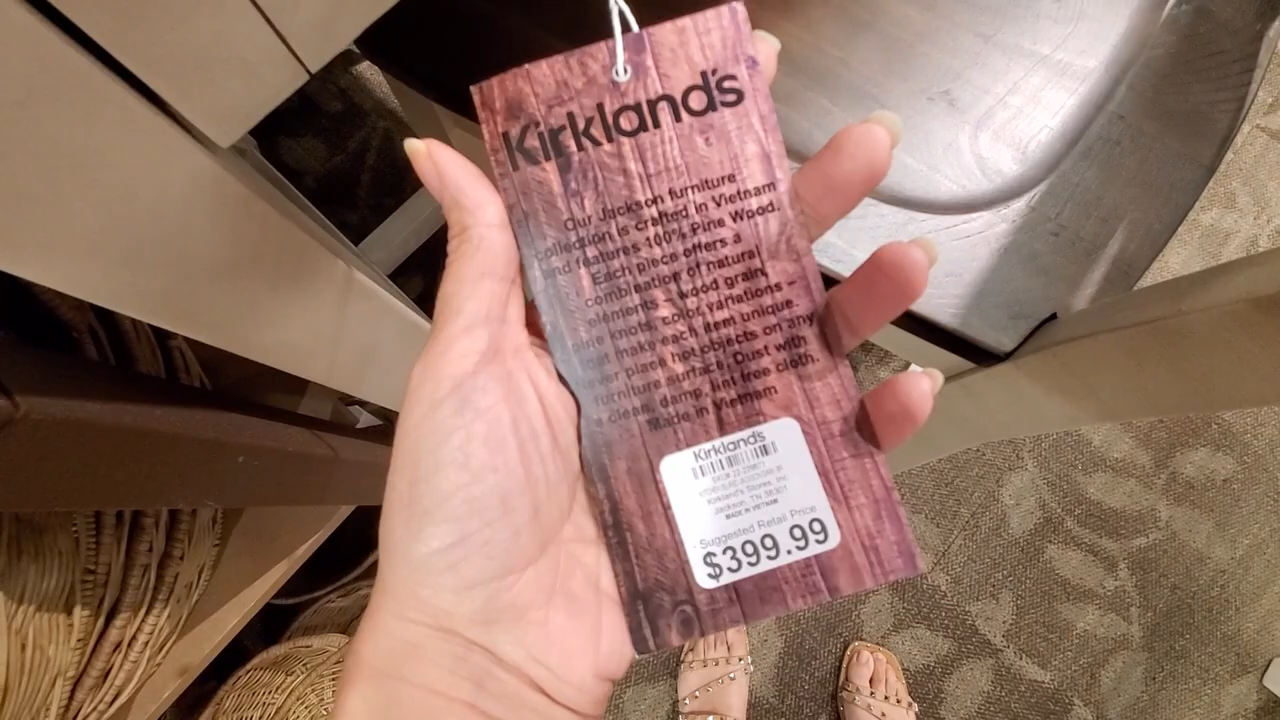 Kirkland's
Our Jackson furniture
collection is crafted in Vietnam
and features 100% Pine Wood.
Each piece offers a
combination of natural
elements – wood grain,
pine knots, color variations –
that make each item unique.
Never place hot objects on any
furniture surface. Dust with
a clean, damp, lint free cloth.
Made in Vietnam
Kirkland's
Kirkland's Stores, Inc.
Jackson, TN 38301
MADE IN VIETNAM
Suggested Retail Price
$399.99